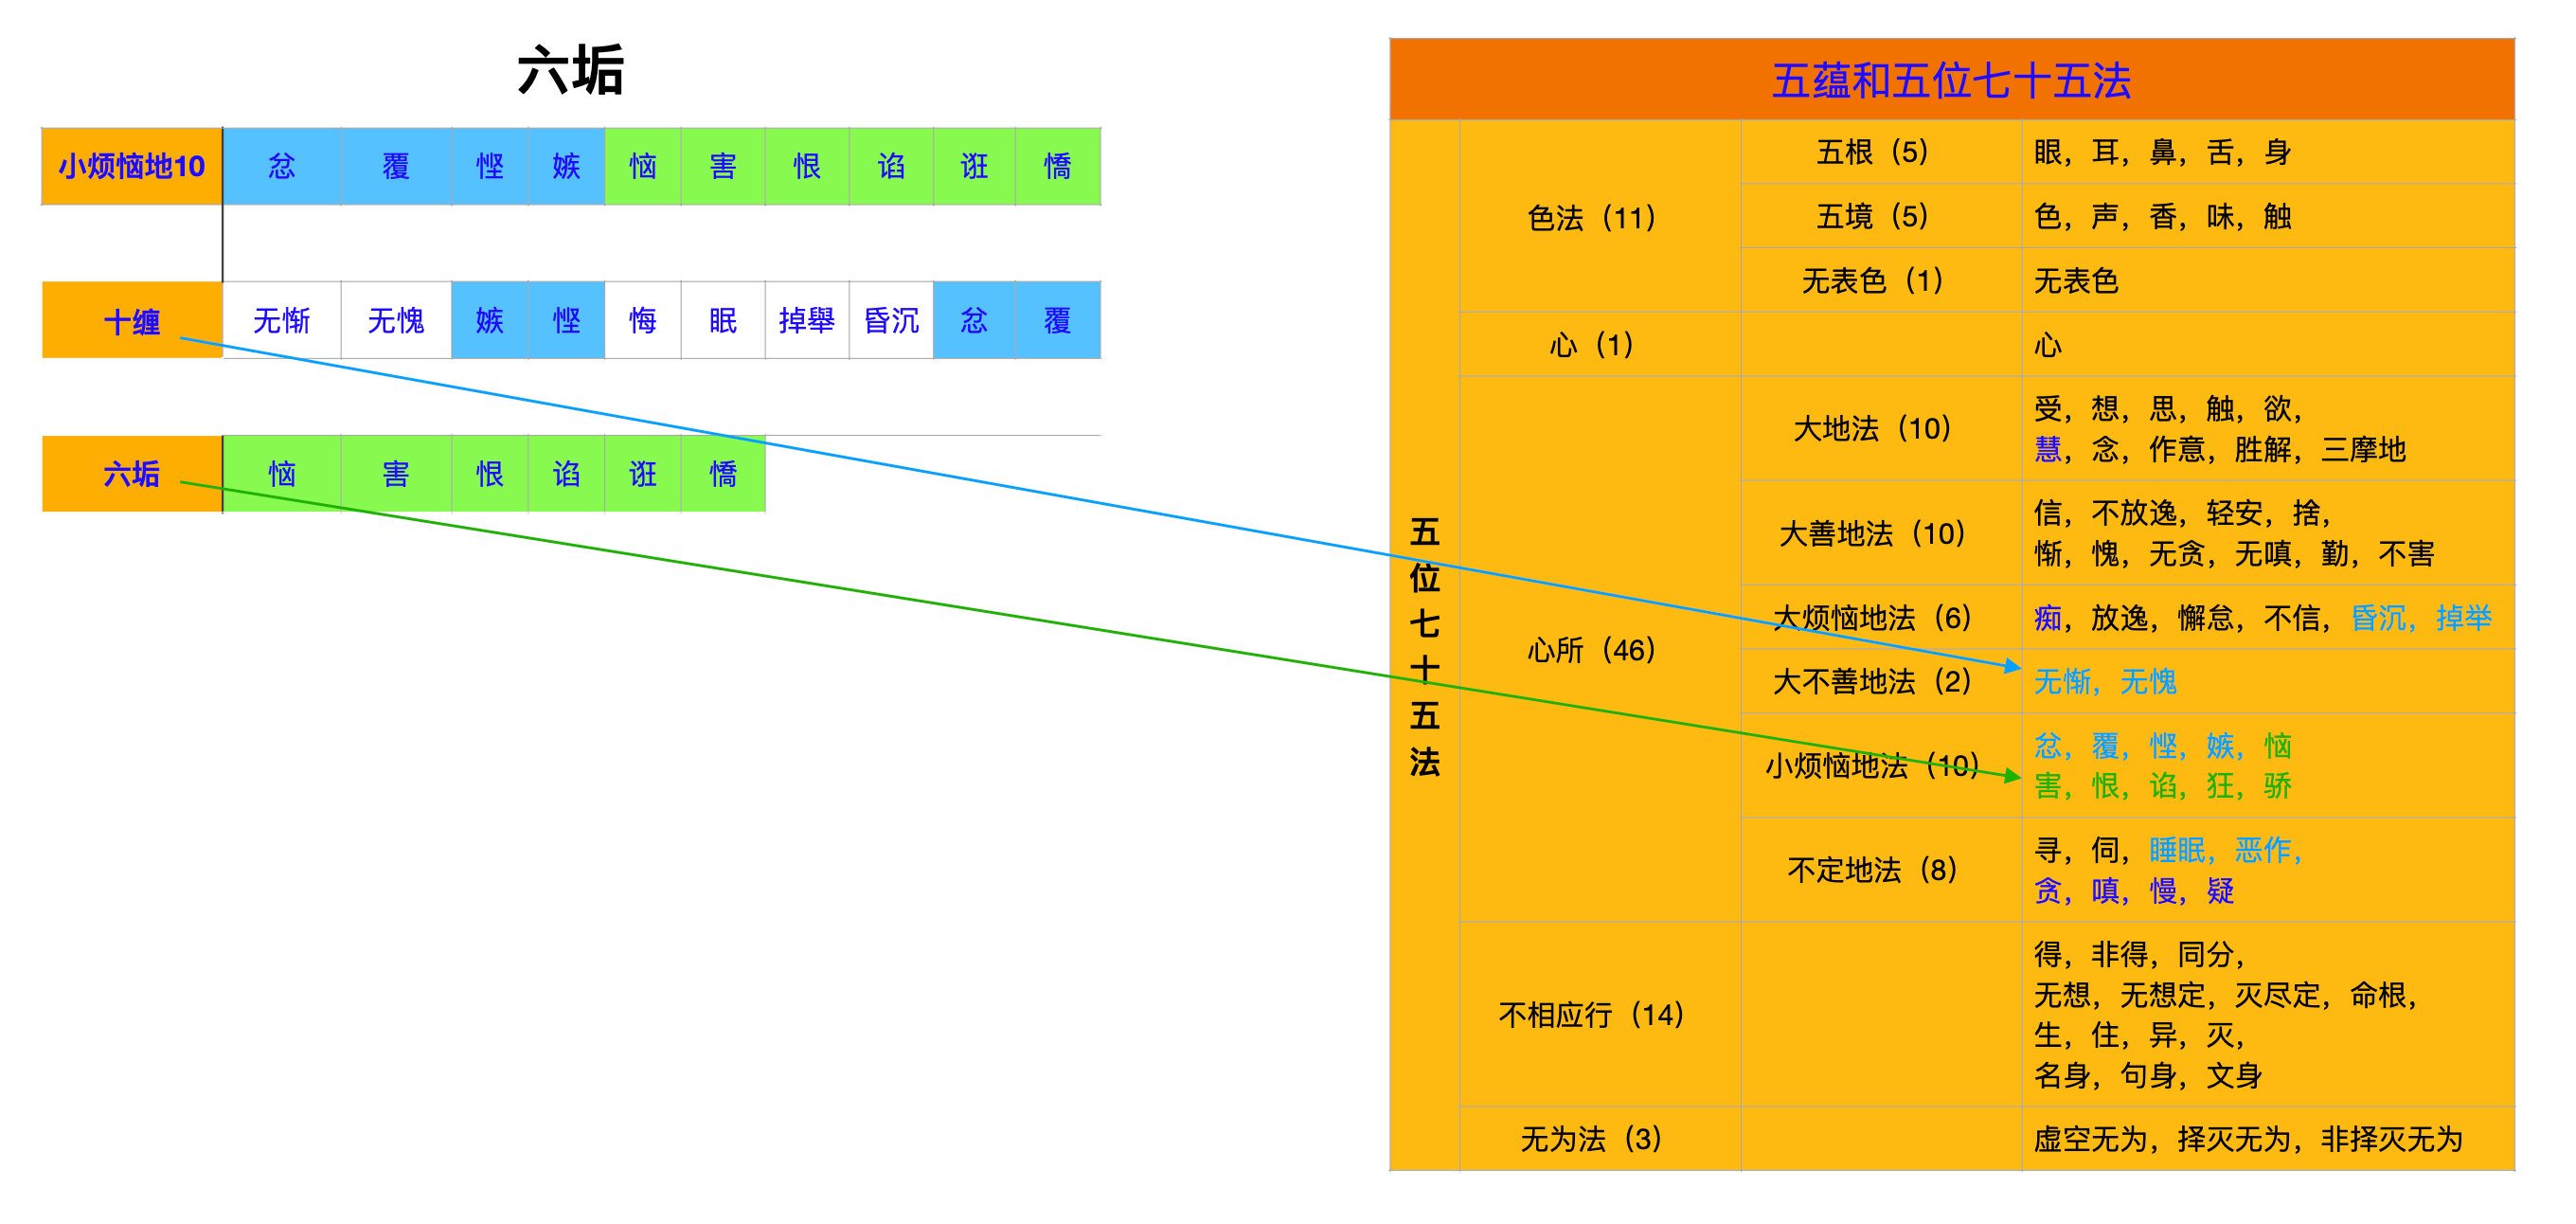 六垢
小烦恼地10 忿 覆 悭 嫉 恼 害 恨 谄 诳 憍
十缠 无惭 无愧 嫉 悭 悔 眠 掉舉 昏沉 忿 覆
六垢 恼 害 恨 谄 诳 憍
五蕴和五位七十五法
五位七十五法
色法（11）
五根（5） 眼，耳，鼻，舌，身
五境（5） 色，声，香，味，触
无表色（1） 无表色
心（1） 心
心所（46）
大地法（10） 受，想，思，触，欲，
慧，念，作意，胜解，三摩地
大善地法（10） 信，不放逸，轻安，捨，
惭，愧，无贪，无嗔，勤，不害
大烦恼地法（6） 痴，放逸，懈怠，不信，昏沉，掉举
大不善地法（2） 无惭，无愧
小烦恼地法（10） 忿，覆，悭，嫉，恼
害，恨，谄，狂，骄
不定地法（8） 寻，伺，睡眠，恶作，
贪，嗔，慢，疑
不相应行（14） 得，非得，同分，
无想，无想定，灭尽定，命根，
生，住，异，灭，
名身，句身，文身
无为法（3） 虚空无为，择灭无为，非择灭无为